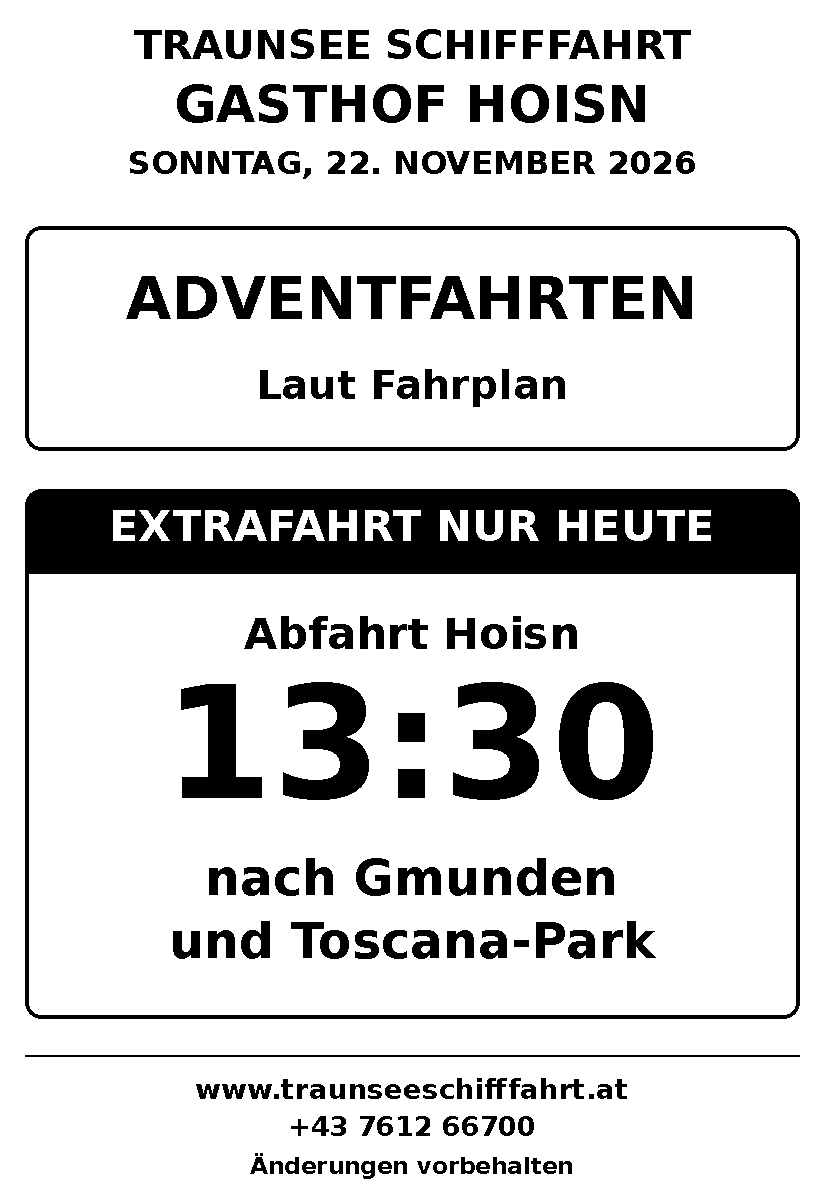 TRAUNSEE SCHIFFFAHRT
GASTHOF HOISN
SONNTAG, 22. NOVEMBER 2026
ADVENTFAHRTEN
Laut Fahrplan
EXTRAFAHRT NUR HEUTE
Abfahrt Hoisn
13:30
nach Gmunden
und Toscana-Park
www.traunseeschifffahrt.at
+43 7612 66700
Änderungen vorbehalten